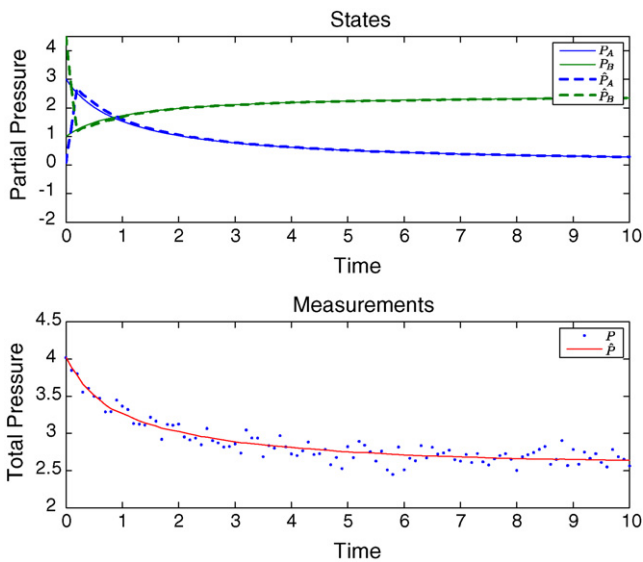 States
Partial Pressure
4
3
2
1
0
-1
-2
0 1 2 3 4 5 6 7 8 9 10
Time
P_A
P_B
P̂_A
P̂_B
Measurements
Total Pressure
4.5
4
3.5
3
2.5
2
0 1 2 3 4 5 6 7 8 9 10
Time
P
P̂